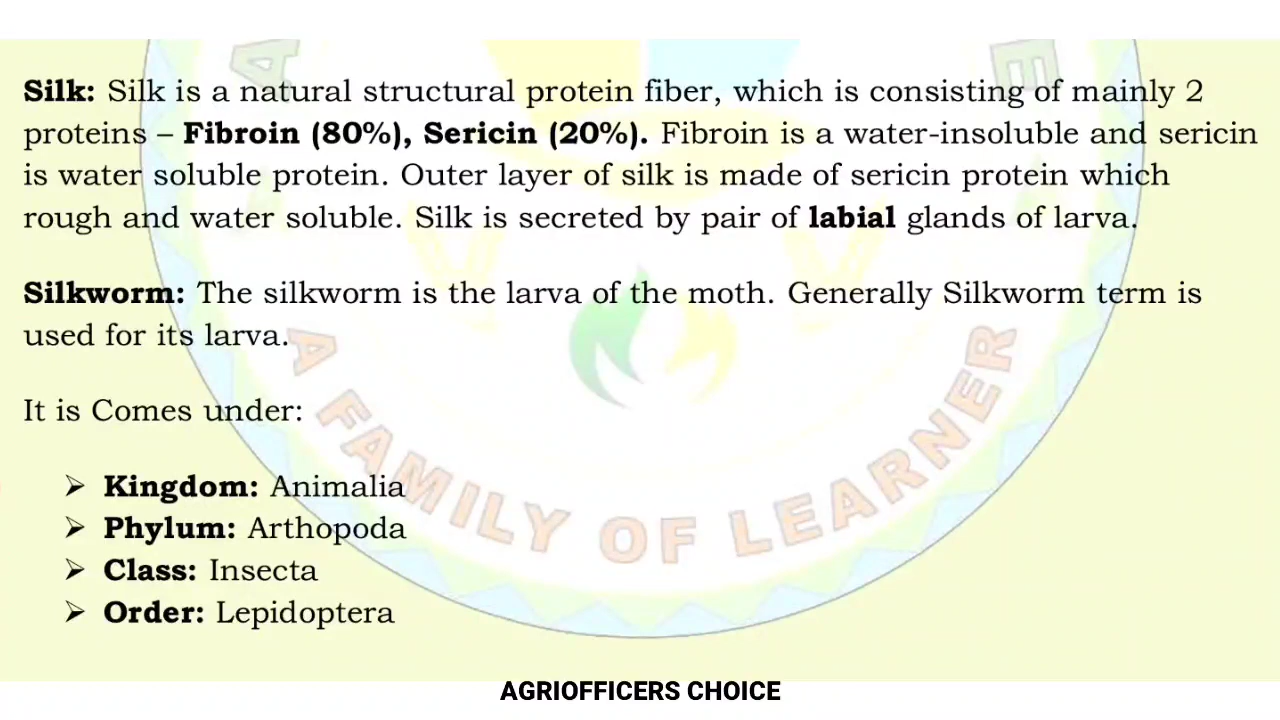 Silk: Silk is a natural structural protein fiber, which is consisting of mainly 2
proteins – Fibroin (80%), Sericin (20%). Fibroin is a water-insoluble and sericin
is water soluble protein. Outer layer of silk is made of sericin protein which
rough and water soluble. Silk is secreted by pair of labial glands of larva.
Silkworm: The silkworm is the larva of the moth. Generally Silkworm term is
used for its larva.
It is Comes under:
➢ Kingdom: Animalia
➢ Phylum: Arthopoda
➢ Class: Insecta
➢ Order: Lepidoptera
A FAMILY OF LEARNER
A
E
AGRIOFFICERS CHOICE